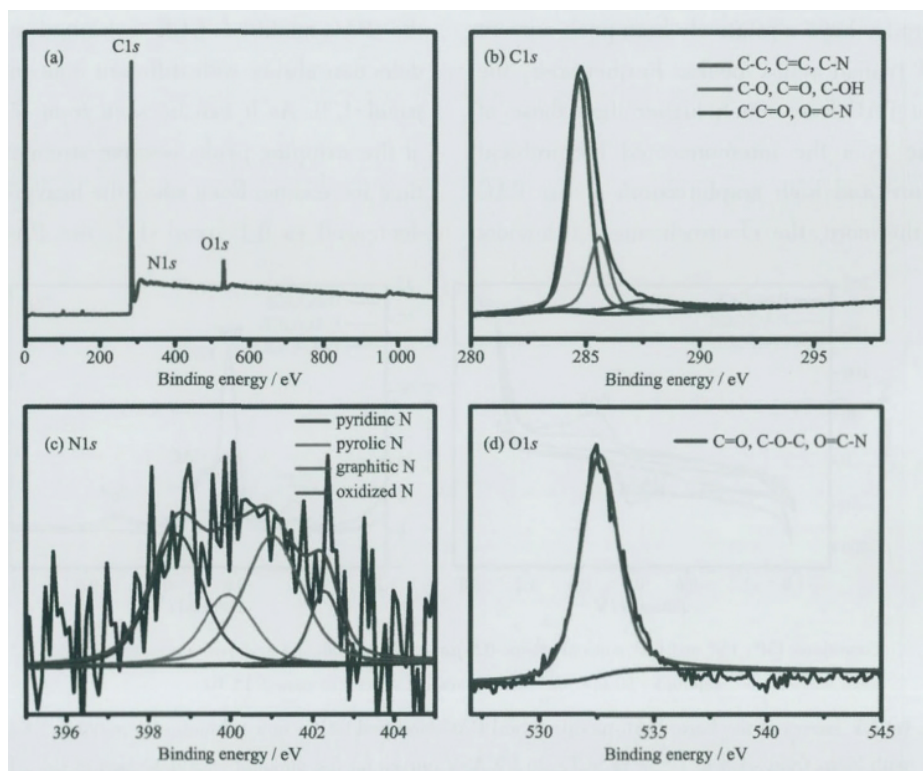 (a)
C1s
N1s
O1s
0 200 400 600 800 1000
Binding energy / eV
(b) C1s
C-C, C=C, C-N
C-O, C=O, C-OH
C-C=O, O=C-N
280 285 290 295
Binding energy / eV
(c) N1s
pyridinc N
pyrolic N
graphitic N
oxidized N
396 398 400 402 404
Binding energy / eV
(d) O1s
C=O, C-O-C, O=C-N
530 535 540 545
Binding energy / eV